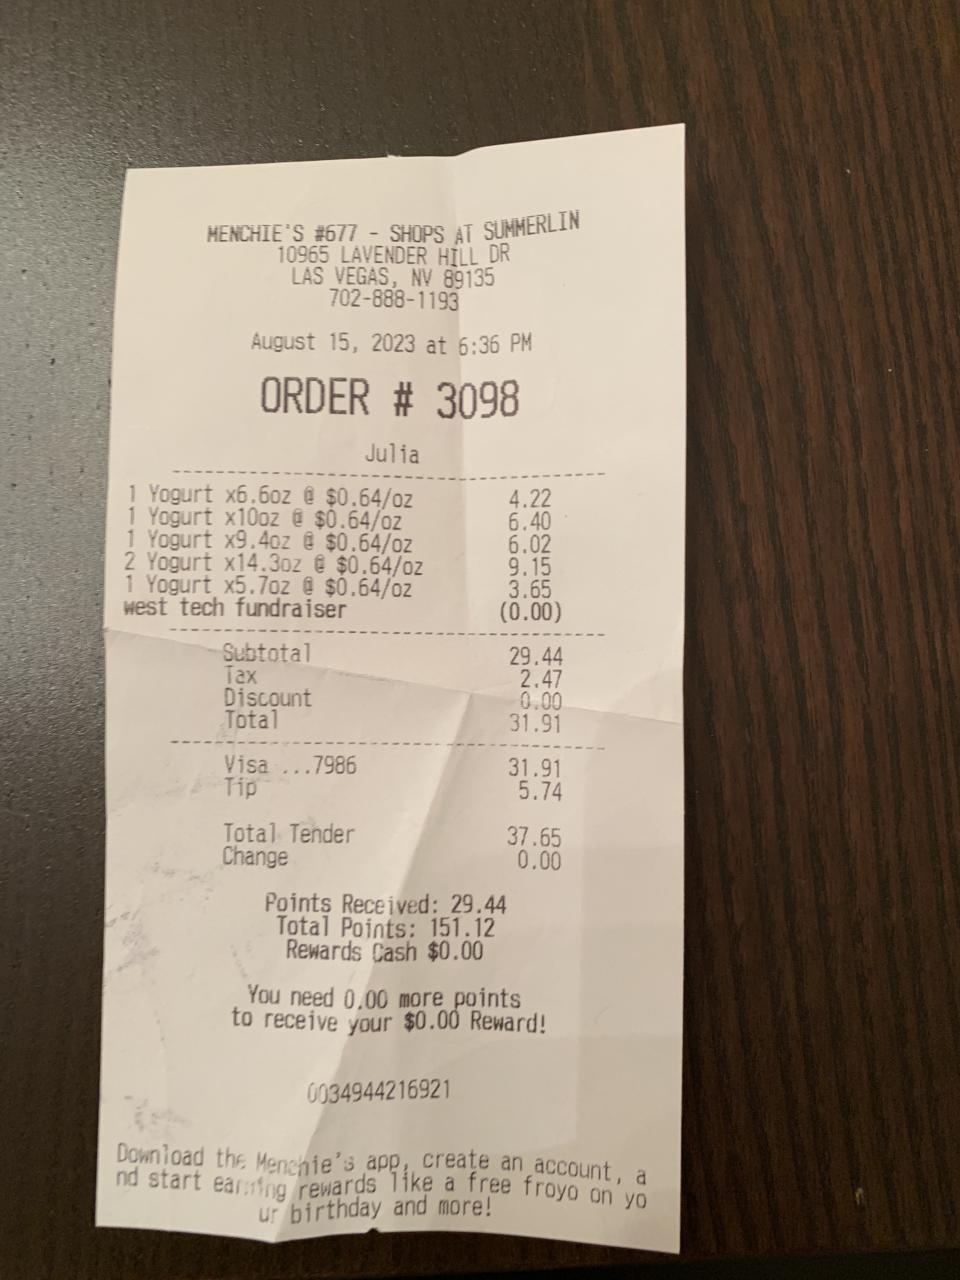 MENCHIE'S #677 - SHOPS AT SUMMERLIN
10965 LAVENDER HILL DR
LAS VEGAS, NV 89135
702-888-1193
August 15, 2023 at 6:36 PM
ORDER # 3098
Julia
1 Yogurt x6.6oz @ $0.64/oz 4.22
1 Yogurt x10oz @ $0.64/oz 6.40
1 Yogurt x9.4oz @ $0.64/oz 6.02
2 Yogurt x14.3oz @ $0.64/oz 9.15
1 Yogurt x5.7oz @ $0.64/oz 3.65
west tech fundraiser (0.00)
Subtotal 29.44
Tax 2.47
Discount 0.00
Total 31.91
Visa ...7986 31.91
Tip 5.74
Total Tender 37.65
Change 0.00
Points Received: 29.44
Total Points: 151.12
Rewards Cash $0.00
You need 0.00 more points
to receive your $0.00 Reward!
0034944216921
Download the Menchie's app, create an account, a
nd start earning rewards like a free froyo on yo
ur birthday and more!